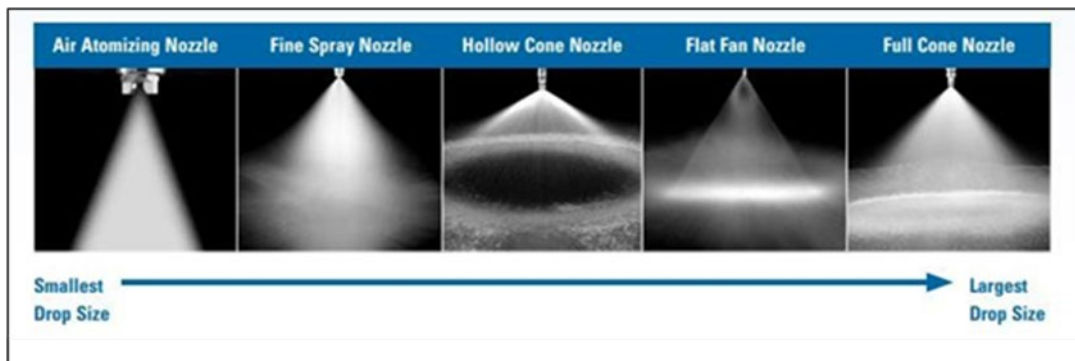 Air Atomizing Nozzle
Fine Spray Nozzle
Hollow Cone Nozzle
Flat Fan Nozzle
Full Cone Nozzle
Smallest
Drop Size
Largest
Drop Size